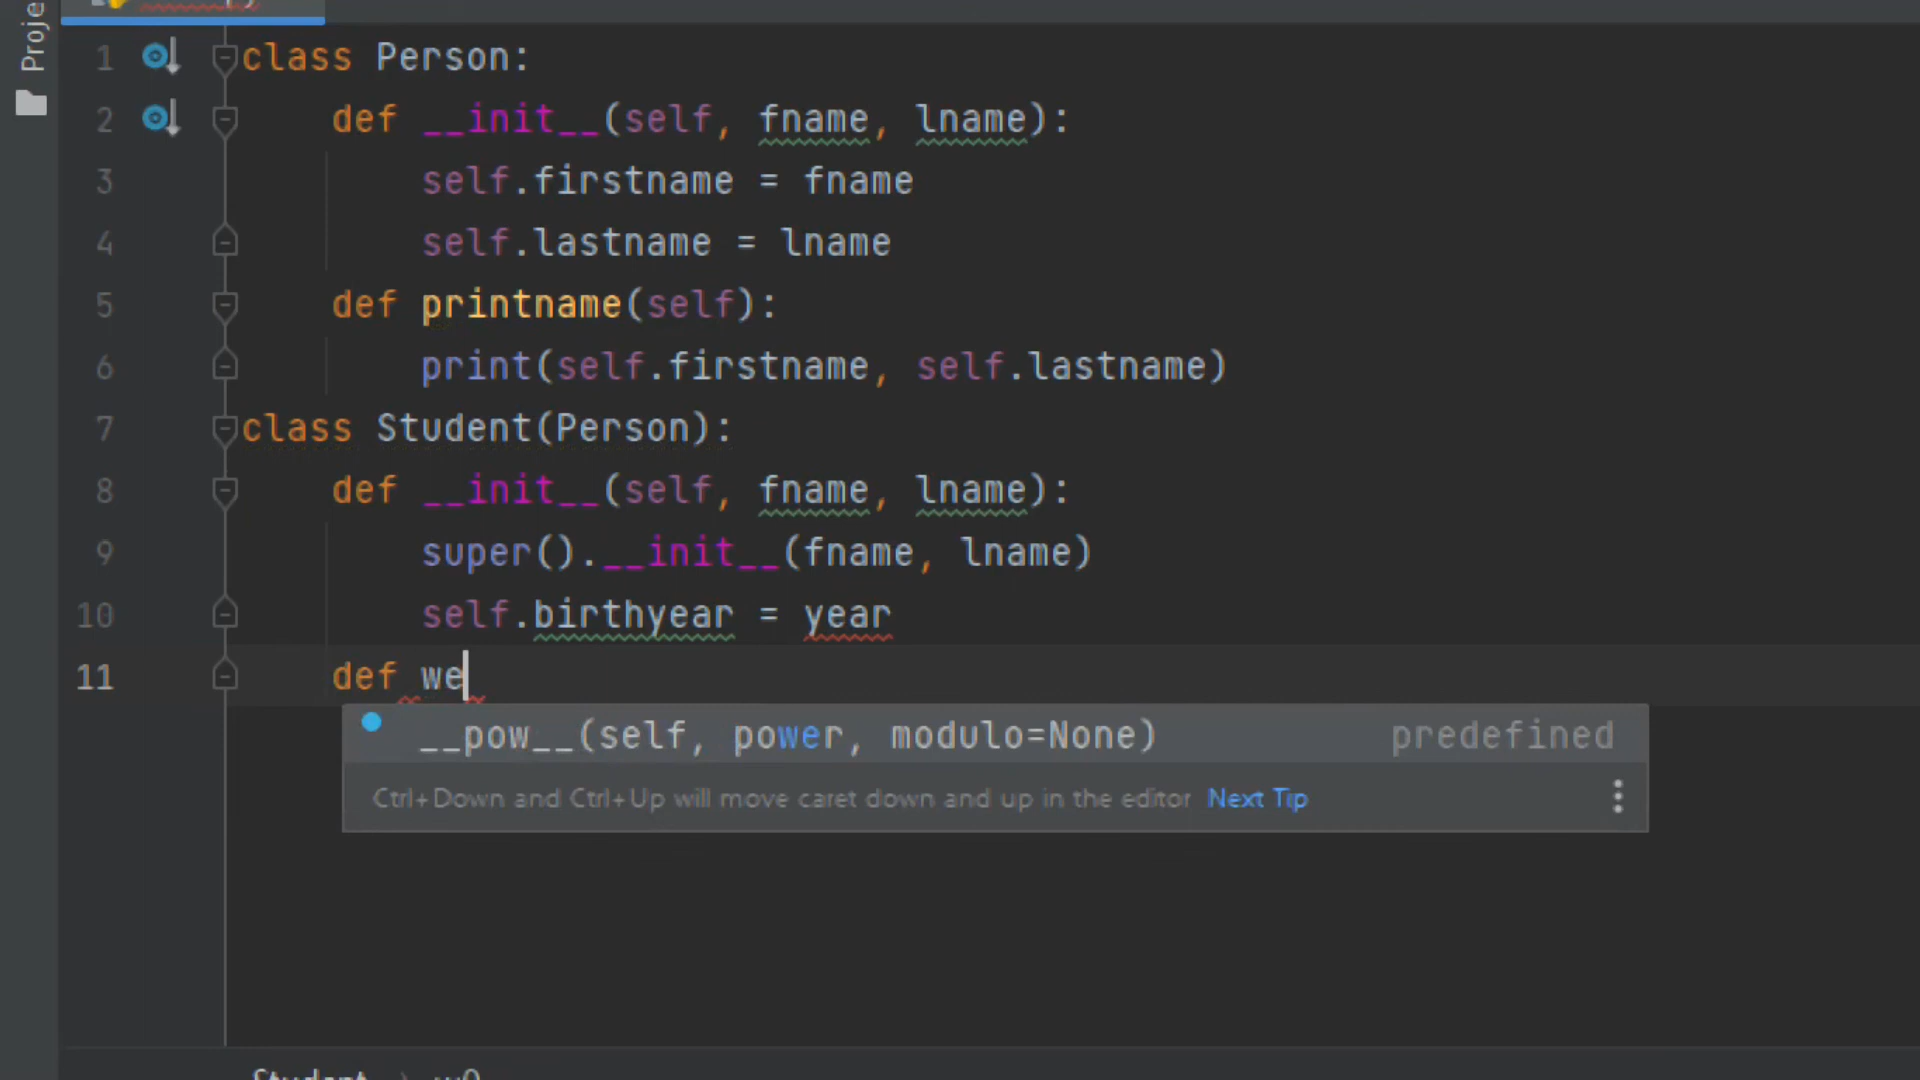 Proje
1 class Person:
2 def __init__(self, fname, lname):
3 self.firstname = fname
4 self.lastname = lname
5 def printname(self):
6 print(self.firstname, self.lastname)
7 class Student(Person):
8 def __init__(self, fname, lname):
9 super().__init__(fname, lname)
10 self.birthyear = year
11 def we
__pow__(self, power, modulo=None) predefined
Ctrl+Down and Ctrl+Up will move caret down and up in the editor Next Tip
Student